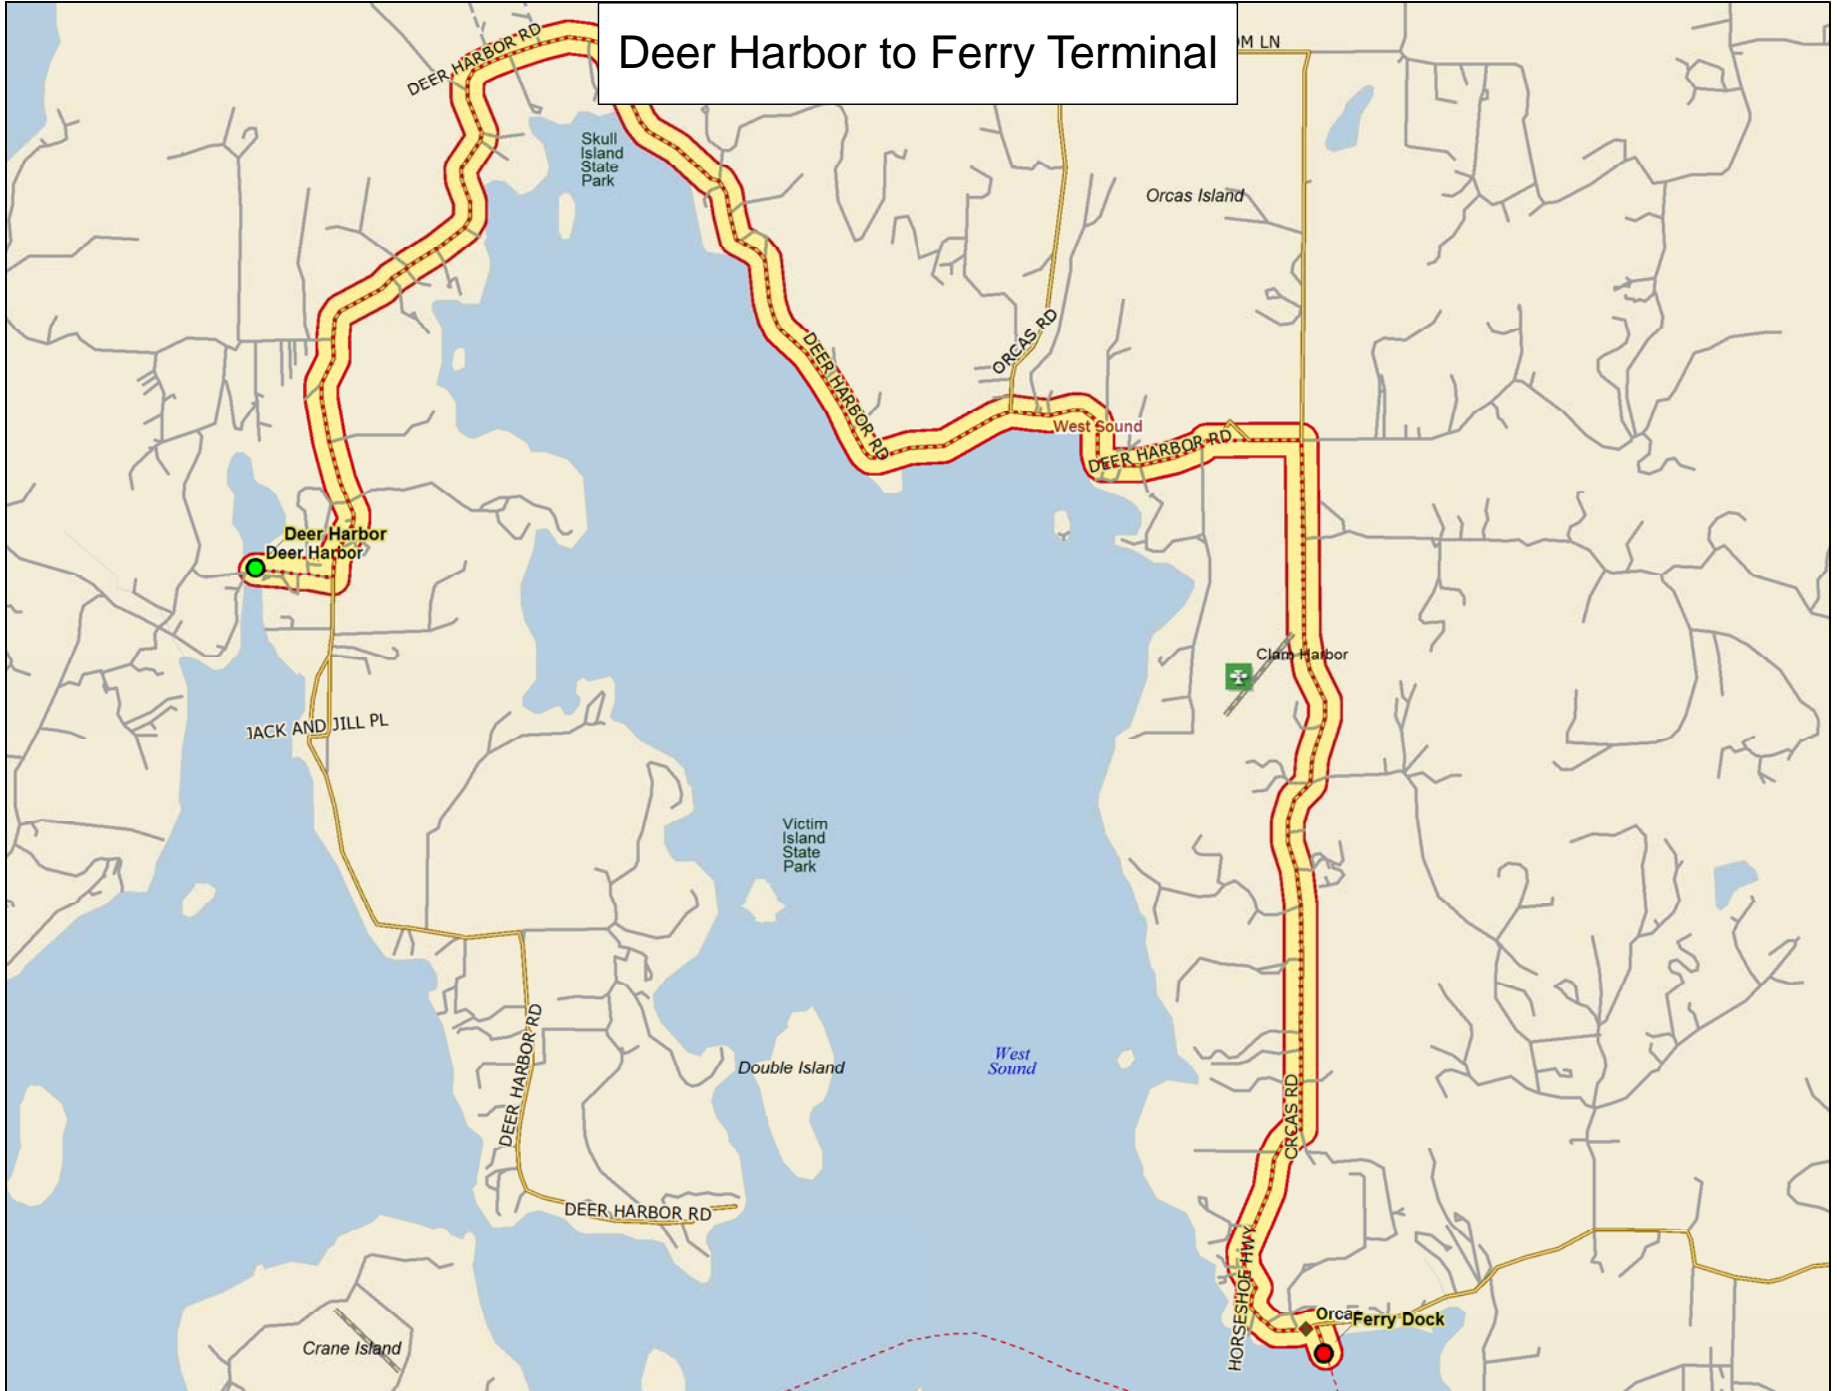 Deer Harbor to Ferry Terminal
DEER HARBOR RD
OM LN
Skull
Island
State
Park
Orcas Island
ORCAS RD
DEER HARBOR RD
West Sound
DEER HARBOR RD
Deer Harbor
Deer Harbor
Clam Harbor
JACK AND JILL PL
Victim
Island
State
Park
DEER HARBOR RD
Double Island
West
Sound
ORCAS RD
DEER HARBOR RD
HORSESHOE HWY
Orcas
Ferry Dock
Crane Island